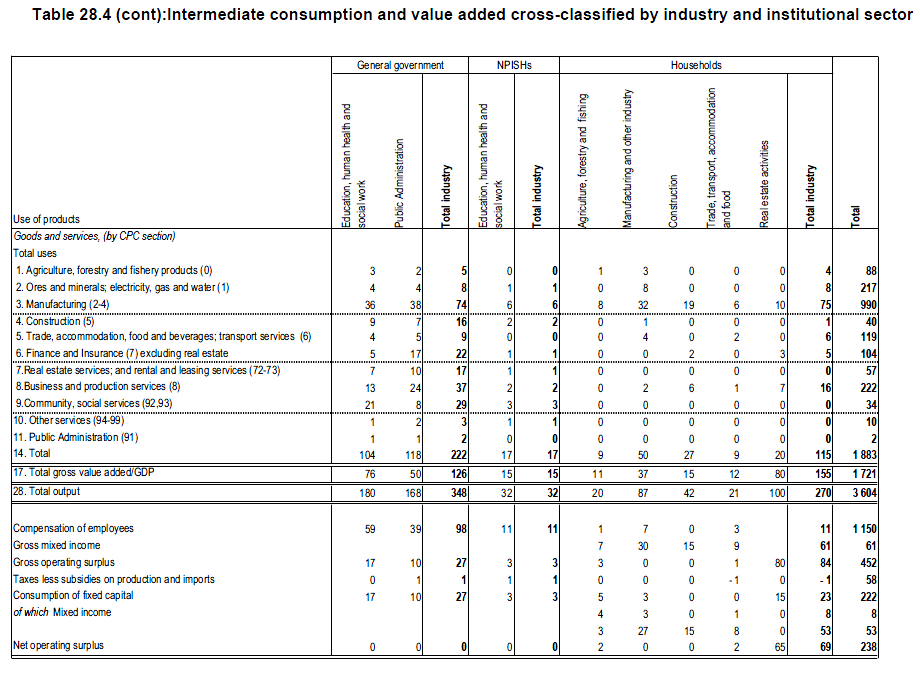 Table 28.4 (cont):Intermediate consumption and value added cross-classified by industry and institutional sector
General government NPISHs Households
Use of products Education, human health and social work Public Administration Total industry Education, human health and social work Total industry Agriculture, forestry and fishing Manufacturing and other industry Construction Trade, transport, accommodation and food Real estate activities Total industry Total
Goods and services, (by CPC section)
Total uses
1. Agriculture, forestry and fishery products (0) 3 2 5 0 0 1 3 0 0 0 4 88
2. Ores and minerals; electricity, gas and water (1) 4 4 8 1 1 0 8 0 0 0 8 217
3. Manufacturing (2-4) 36 38 74 6 6 8 32 19 6 10 75 990
4. Construction (5) 9 7 16 2 2 0 1 0 0 0 1 40
5. Trade, accommodation, food and beverages; transport services (6) 4 5 9 0 0 0 4 0 2 0 6 119
6. Finance and Insurance (7) excluding real estate 5 17 22 1 1 0 0 2 0 3 5 104
7.Real estate services; and rental and leasing services (72-73) 7 10 17 1 1 0 0 0 0 0 0 57
8.Business and production services (8) 13 24 37 2 2 0 2 6 1 7 16 222
9.Community, social services (92,93) 21 8 29 3 3 0 0 0 0 0 0 34
10. Other services (94-99) 1 2 3 1 1 0 0 0 0 0 0 10
11. Public Administration (91) 1 1 2 0 0 0 0 0 0 0 0 2
14. Total 104 118 222 17 17 9 50 27 9 20 115 1 883
17. Total gross value added/GDP 76 50 126 15 15 11 37 15 12 80 155 1 721
28. Total output 180 168 348 32 32 20 87 42 21 100 270 3 604
Compensation of employees 59 39 98 11 11 1 7 0 3 11 1 150
Gross mixed income 7 30 15 9 61 61
Gross operating surplus 17 10 27 3 3 3 0 0 1 80 84 452
Taxes less subsidies on production and imports 0 1 1 1 1 0 0 0 -1 0 -1 58
Consumption of fixed capital 17 10 27 3 3 5 3 0 0 15 23 222
of which Mixed income 4 3 0 1 8 8
3 27 15 8 0 53 53
Net operating surplus 0 0 0 0 0 2 0 0 2 65 69 238